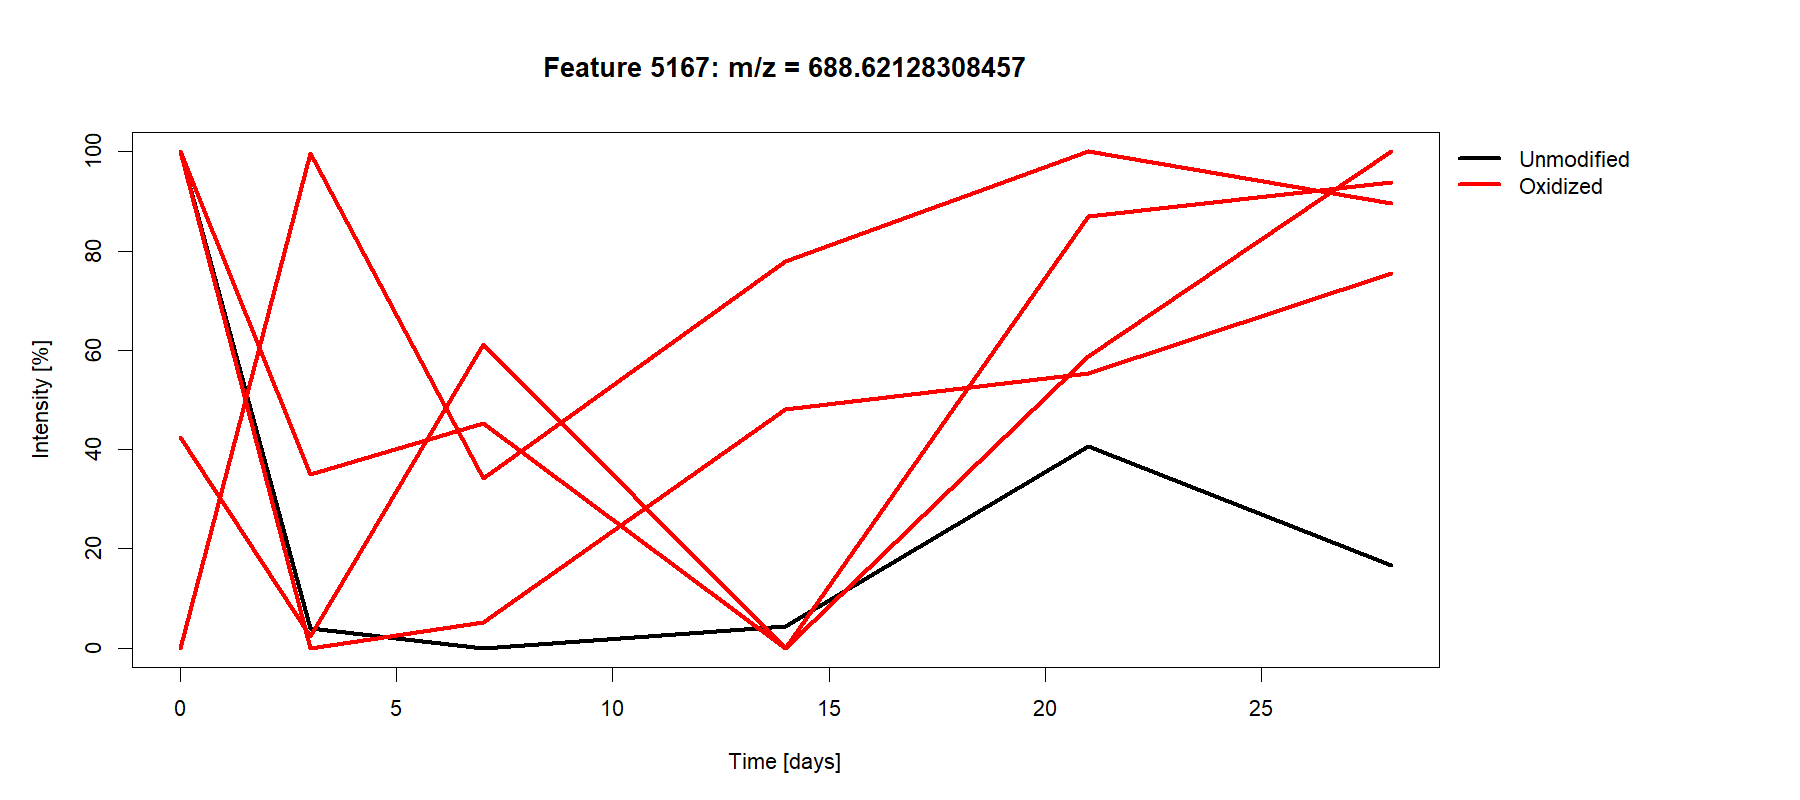 Feature 5167: m/z = 688.62128308457
Unmodified
Oxidized
Intensity [%]
100
80
60
40
20
0
0 5 10 15 20 25
Time [days]